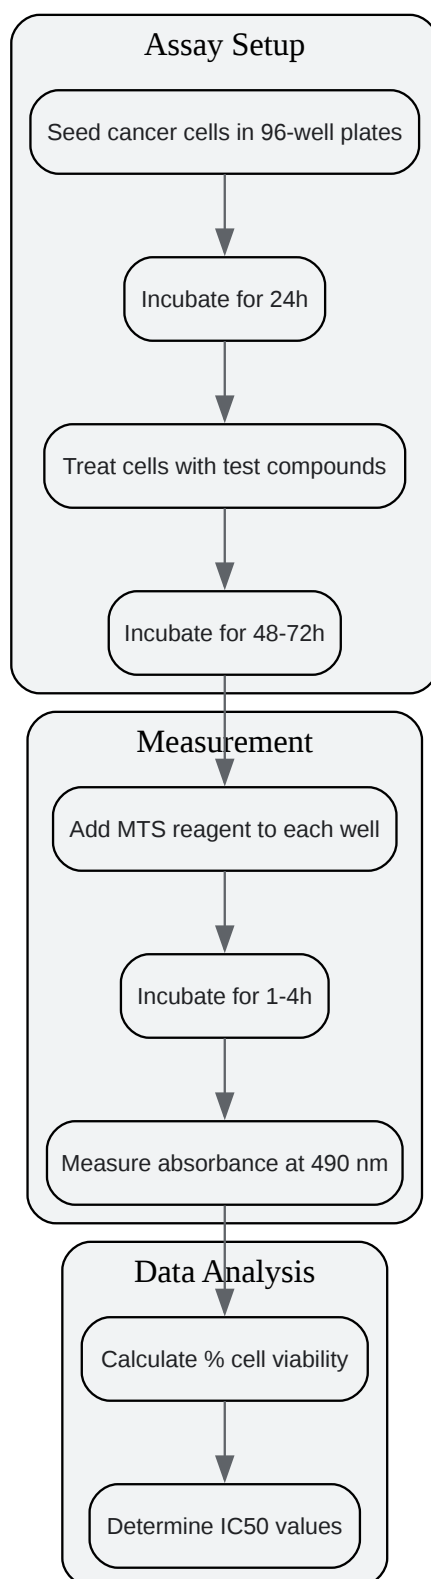 Assay Setup
Seed cancer cells in 96-well plates
Incubate for 24h
Treat cells with test compounds
Incubate for 48-72h
Measurement
Add MTS reagent to each well
Incubate for 1-4h
Measure absorbance at 490 nm
Data Analysis
Calculate % cell viability
Determine IC50 values